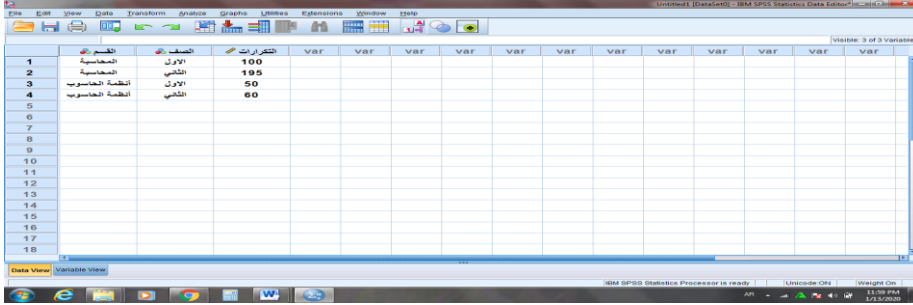 Untitled1 [DataSet0] - IBM SPSS Statistics Data Editor
File Edit View Data Transform Analyze Graphs Utilities Extensions Window Help
Visible: 3 of 3 Variable
القسم الصف التكرارات var var var var var var var var var var var
1 المحاسبة الاول 100
2 المحاسبة الثاني 195
3 أنظمة الحاسوب الاول 50
4 أنظمة الحاسوب الثاني 60
5
6
7
8
9
10
11
12
13
14
15
16
17
18
Data View Variable View
IBM SPSS Statistics Processor is ready Unicode:ON Weight On
11:59 PM
1/13/2020